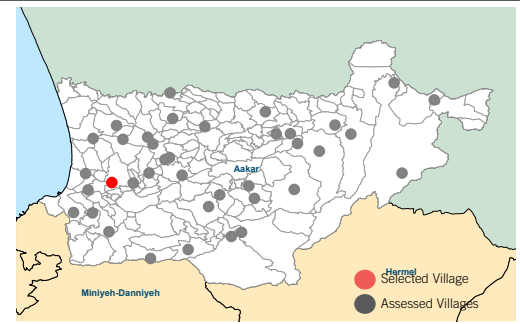 Aakar
Hermel
Selected Village
Miniyeh-Danniyeh
Assessed Villages